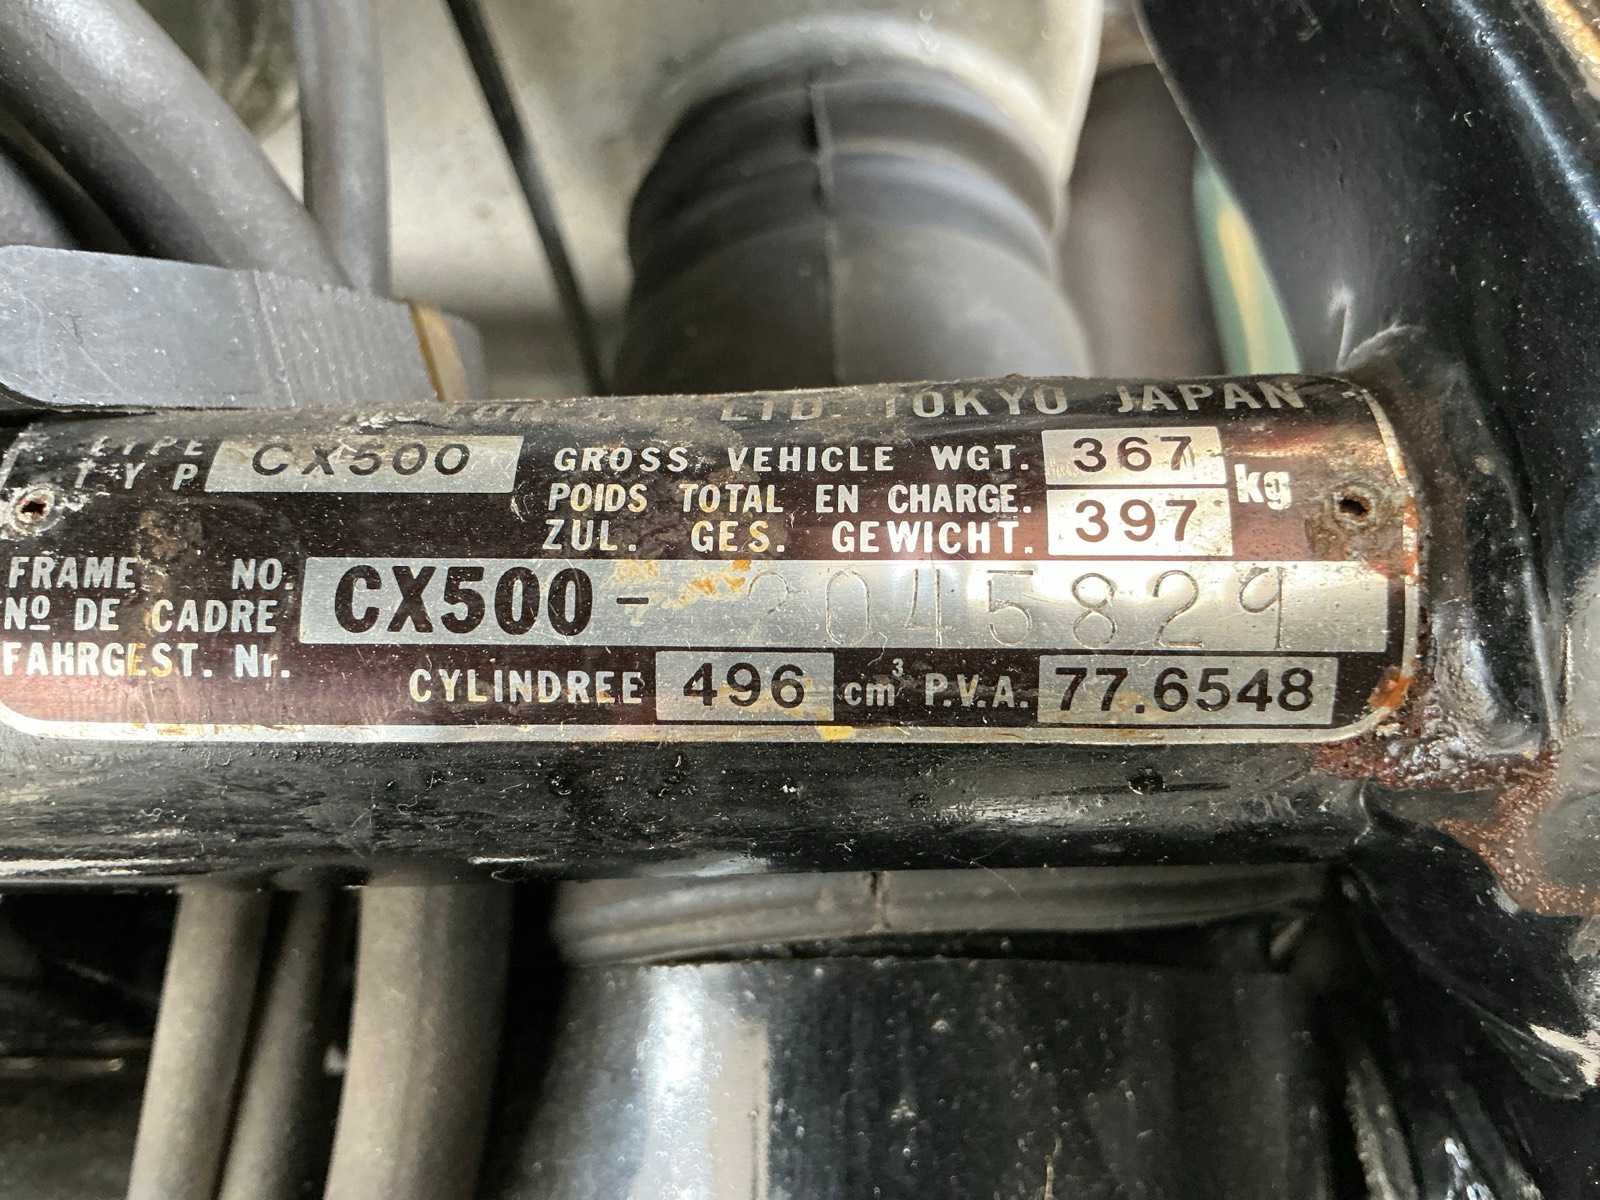 LTD. TOKYO JAPAN
TYPE
TYP CX500
GROSS VEHICLE WGT. 367
POIDS TOTAL EN CHARGE. 397 kg
ZUL. GES. GEWICHT.
FRAME NO.
Nº DE CADRE CX500-2045829
FAHRGEST. Nr.
CYLINDREE 496 cm³ P.V.A. 77.6548